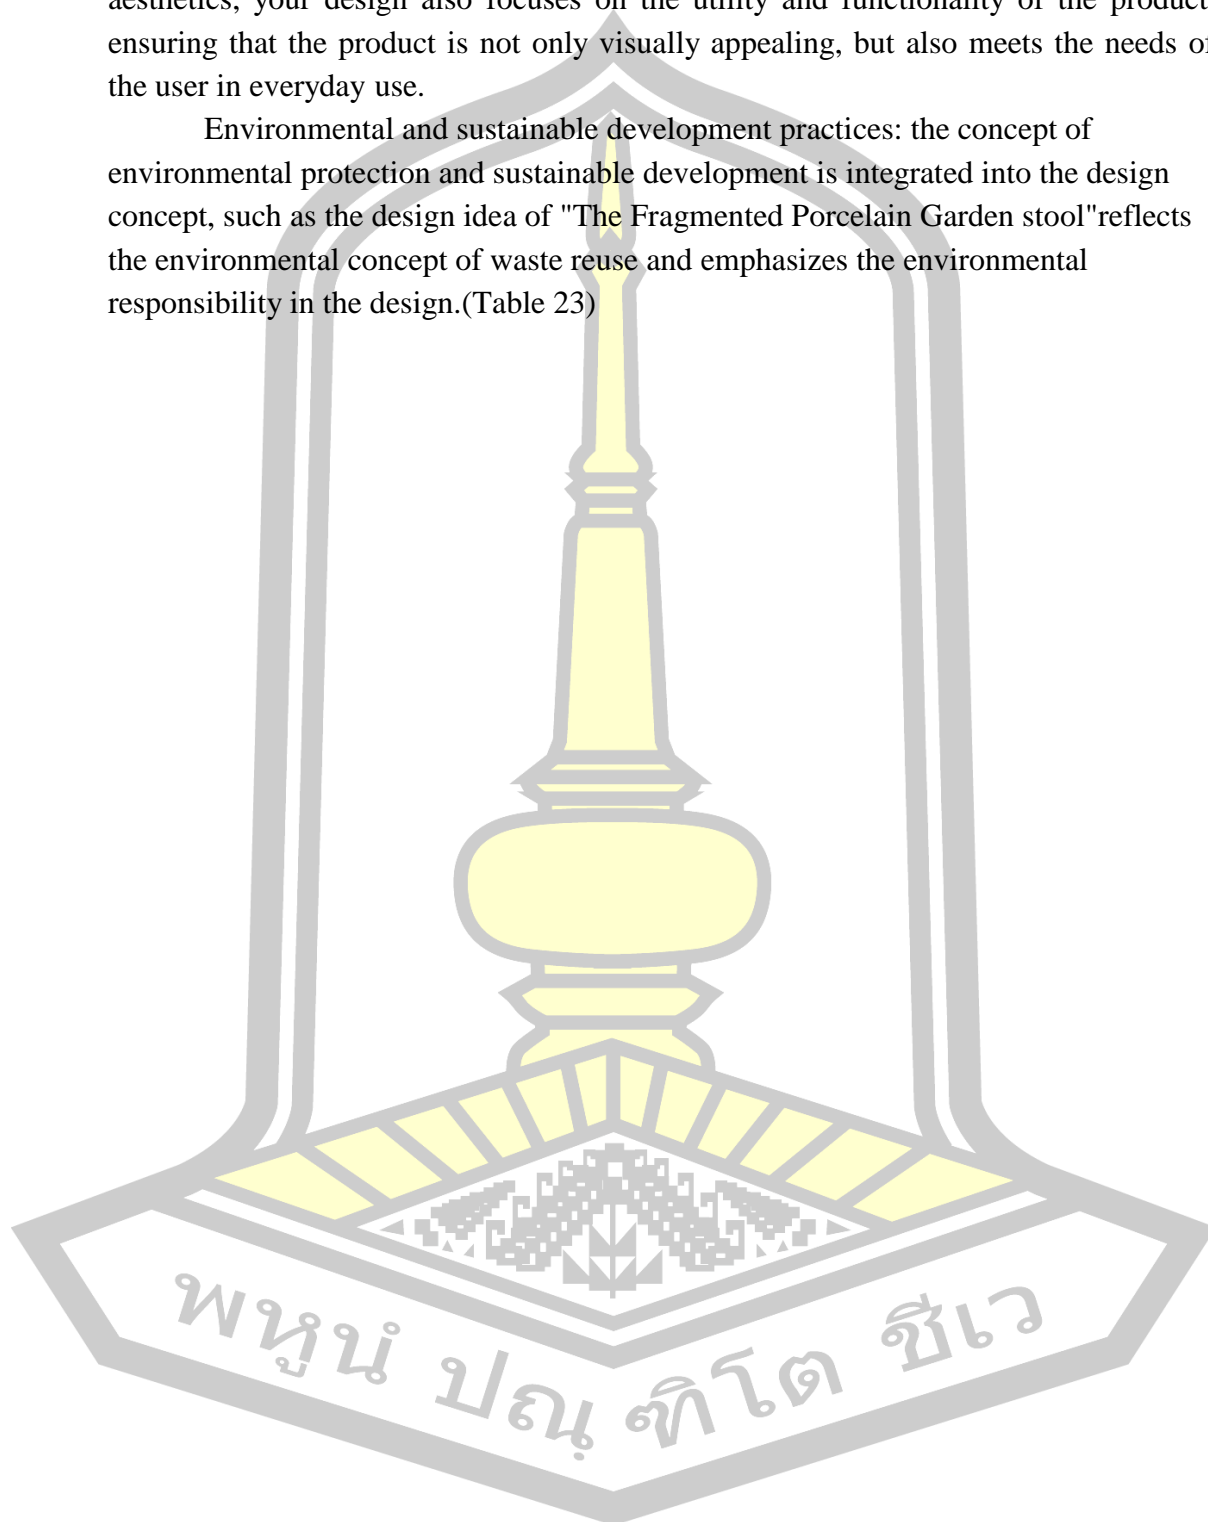 aesthetics, your design also focuses on the utility and functionality of the product
ensuring that the product is not only visually appealing, but also meets the needs of
the user in everyday use.
Environmental and sustainable development practices: the concept of
environmental protection and sustainable development is integrated into the design
concept, such as the design idea of "The Fragmented Porcelain Garden stool"reflects
the environmental concept of waste reuse and emphasizes the environmental
responsibility in the design.(Table 23)
พหูนํ ปณฺฑิโต ชีเว